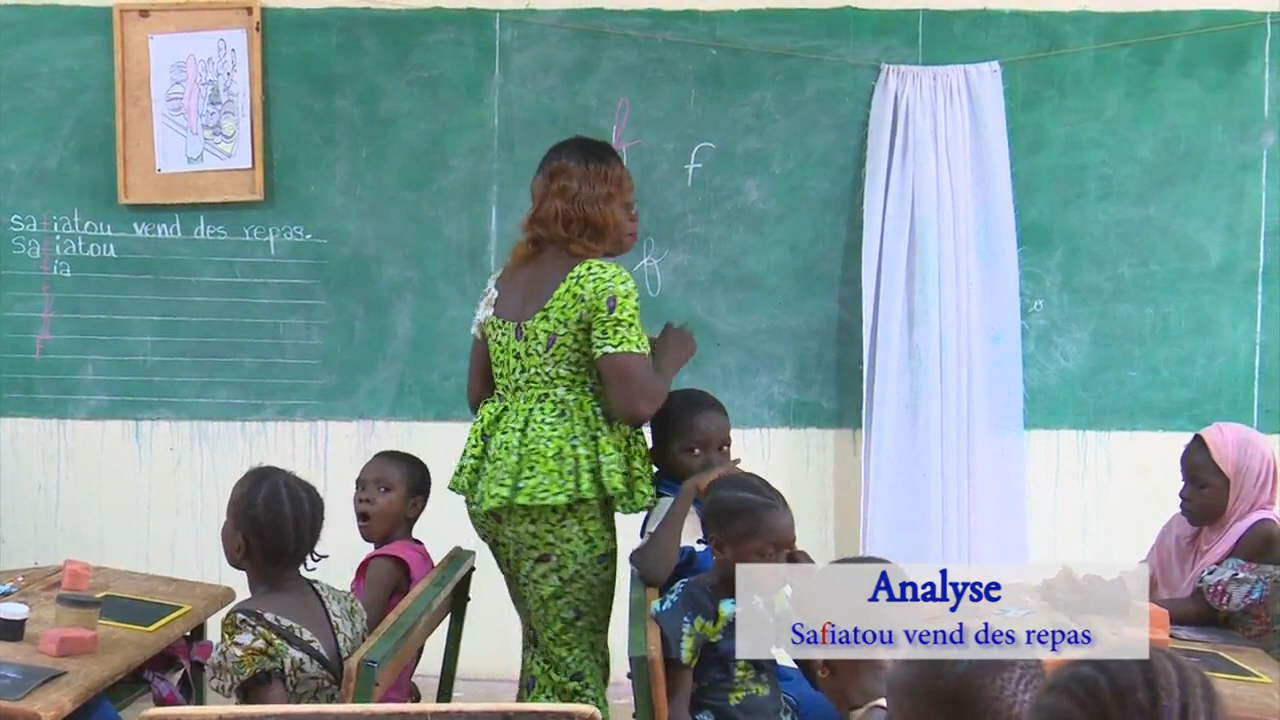 safiatou vend des repas.
Safiatou
fia
f
f
f
f
Analyse
Safiatou vend des repas